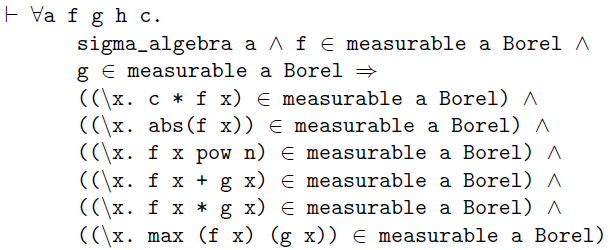 ⊢ ∀a f g h c.
sigma_algebra a ∧ f ∈ measurable a Borel ∧
g ∈ measurable a Borel ⇒
((\x. c * f x) ∈ measurable a Borel) ∧
((\x. abs(f x)) ∈ measurable a Borel) ∧
((\x. f x pow n) ∈ measurable a Borel) ∧
((\x. f x + g x) ∈ measurable a Borel) ∧
((\x. f x * g x) ∈ measurable a Borel) ∧
((\x. max (f x) (g x)) ∈ measurable a Borel)